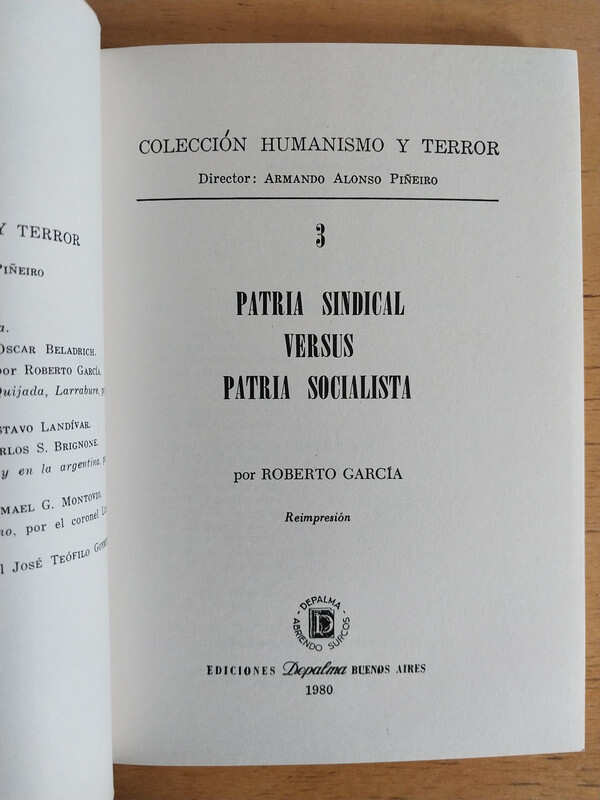 Y TERROR
PIÑEIRO
a.
OSCAR BELADRICH.
por ROBERTO GARCÍA.
Quijada, Larrabure, p
STAVO LANDÍVAR.
RLOS S. BRIGNONE.
y en la argentina, p
MAEL G. MONTOVIO.
no, por el coronel
l JOSÉ TEÓFILO
COLECCIÓN HUMANISMO Y TERROR
Director: ARMANDO ALONSO PIÑEIRO
3
PATRIA SINDICAL
VERSUS
PATRIA SOCIALISTA
por ROBERTO GARCÍA
Reimpresión
DEPALMA
D
ABRIENDO SURCOS
EDICIONES Depalma BUENOS AIRES
1980